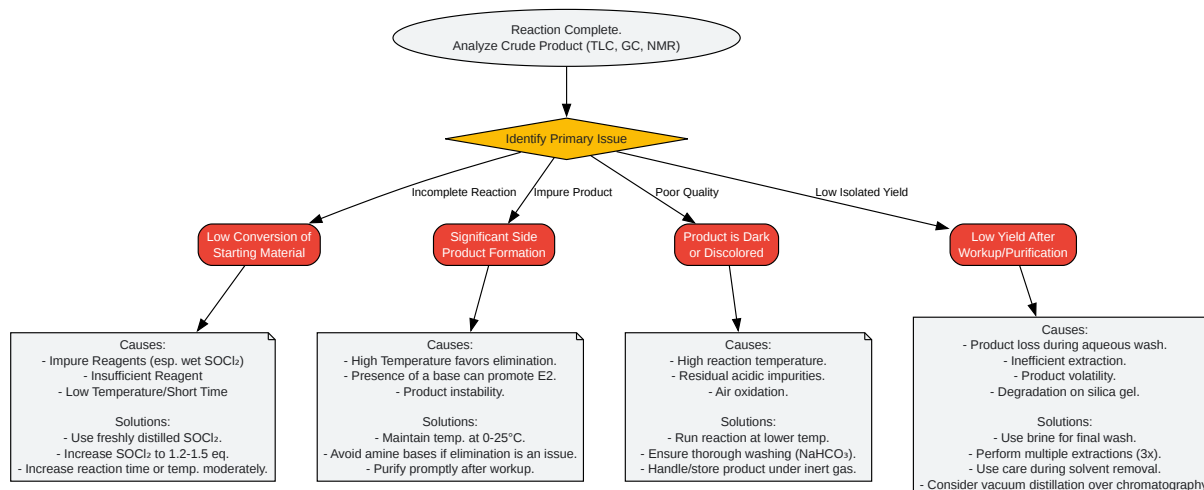 Reaction Complete.
Analyze Crude Product (TLC, GC, NMR)
Identify Primary Issue
Incomplete Reaction
Impure Product
Poor Quality
Low Isolated Yield
Low Conversion of
Starting Material
Significant Side
Product Formation
Product is Dark
or Discolored
Low Yield After
Workup/Purification
Causes:
- Impure Reagents (esp. wet SOCl₂)
- Insufficient Reagent
- Low Temperature/Short Time
Solutions:
- Use freshly distilled SOCl₂.
- Increase SOCl₂ to 1.2-1.5 eq.
- Increase reaction time or temp. moderately.
Causes:
- High Temperature favors elimination.
- Presence of a base can promote E2.
- Product instability.
Solutions:
- Maintain temp. at 0-25°C.
- Avoid amine bases if elimination is an issue.
- Purify promptly after workup.
Causes:
- High reaction temperature.
- Residual acidic impurities.
- Air oxidation.
Solutions:
- Run reaction at lower temp.
- Ensure thorough washing (NaHCO₃).
- Handle/store product under inert gas.
Causes:
- Product loss during aqueous wash.
- Inefficient extraction.
- Product volatility.
- Degradation on silica gel.
Solutions:
- Use brine for final wash.
- Perform multiple extractions (3x).
- Use care during solvent removal.
- Consider vacuum distillation over chromatography